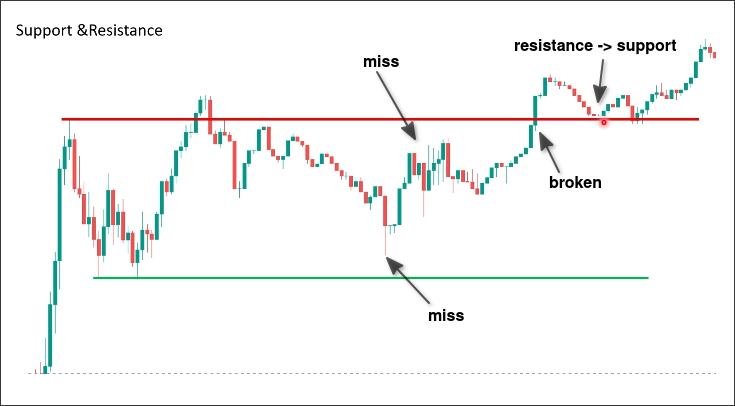 Support &Resistance
resistance -> support
miss
broken
miss